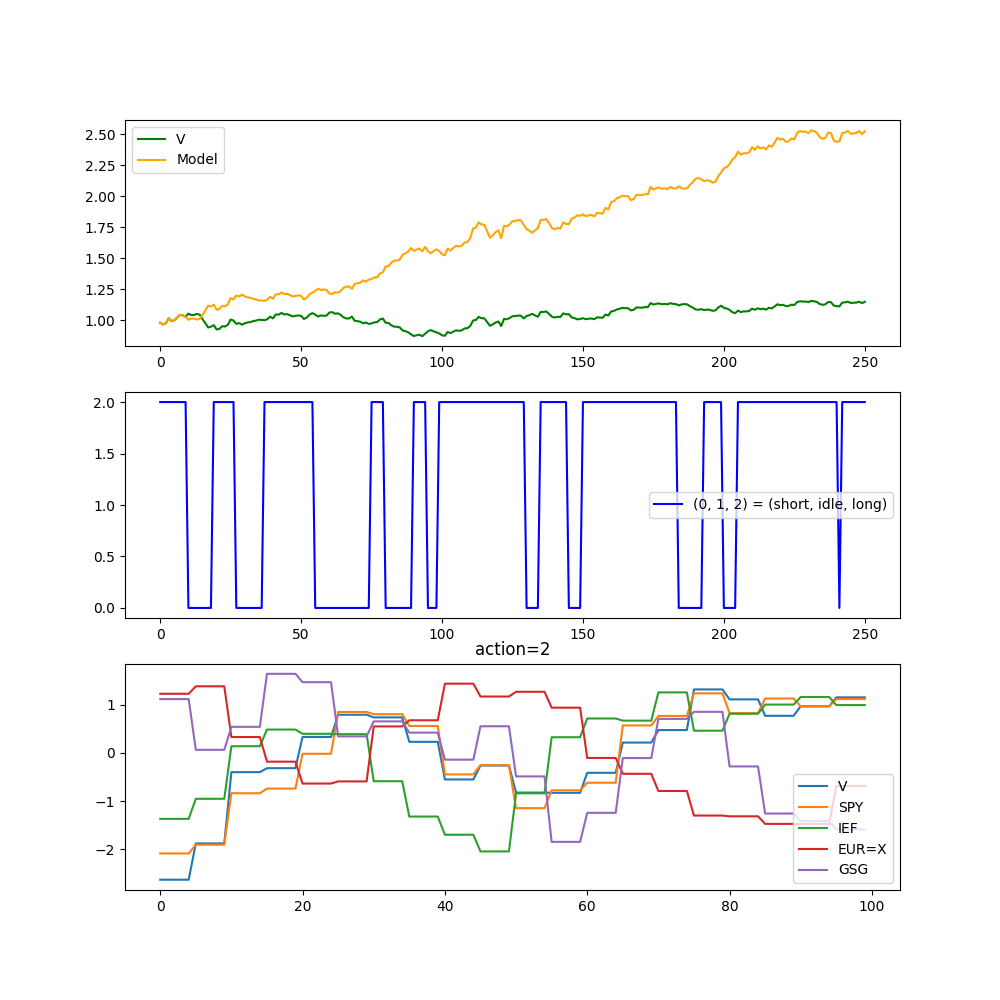 2.50
2.25
2.00
1.75
1.50
1.25
1.00
V
Model
0 50 100 150 200 250
2.0
1.5
1.0
0.5
0.0
(0, 1, 2) = (short, idle, long)
0 50 100 150 200 250
action=2
1
0
−1
−2
V
SPY
IEF
EUR=X
GSG
0 20 40 60 80 100